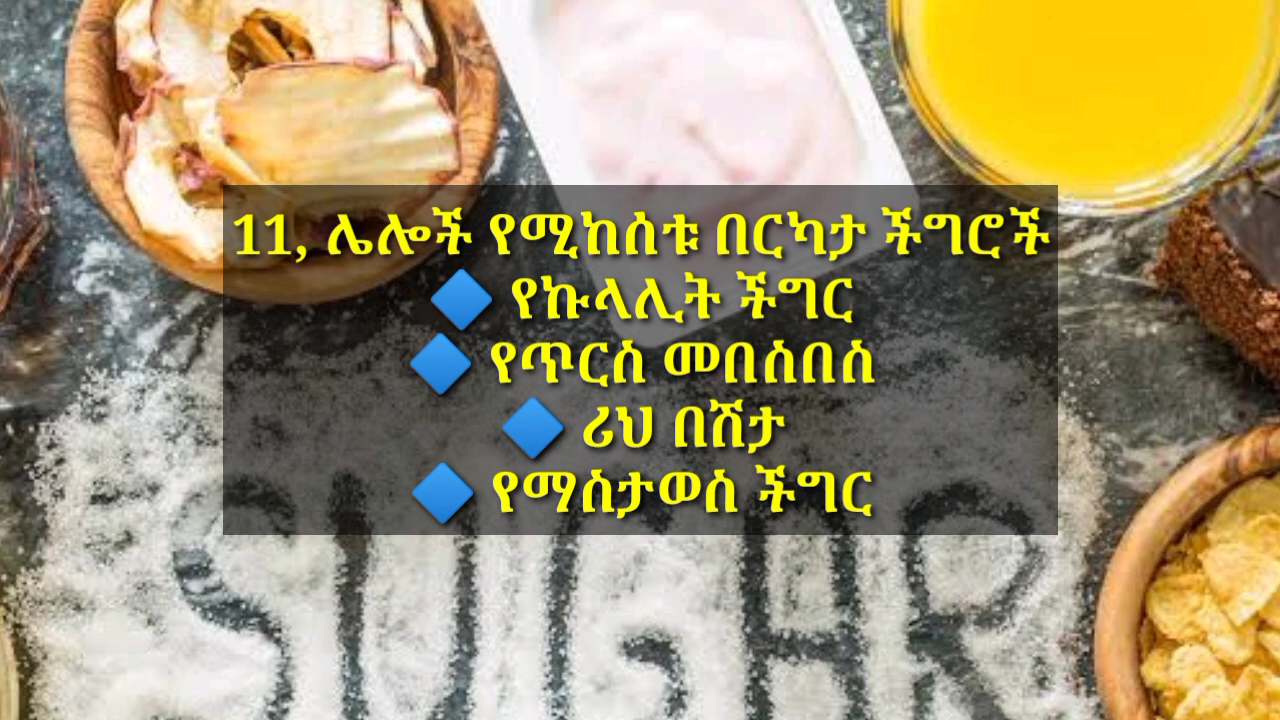 11, ሌሎች የሚከሰቱ በርካታ ችግሮች
🔷 የኩላሊት ችግር
🔷 የጥርስ መበስበስ
🔷 ሪህ በሽታ
🔷 የማስታወስ ችግር
SUGAR